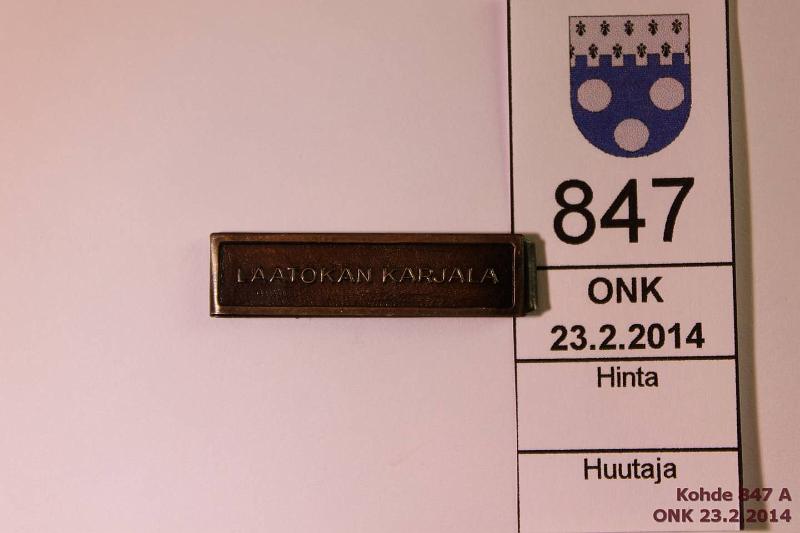 LAATOKAN KARJALA
847
ONK
23.2.2014
Hinta
Huutaja
Kohde 847 A
ONK 23.2.2014